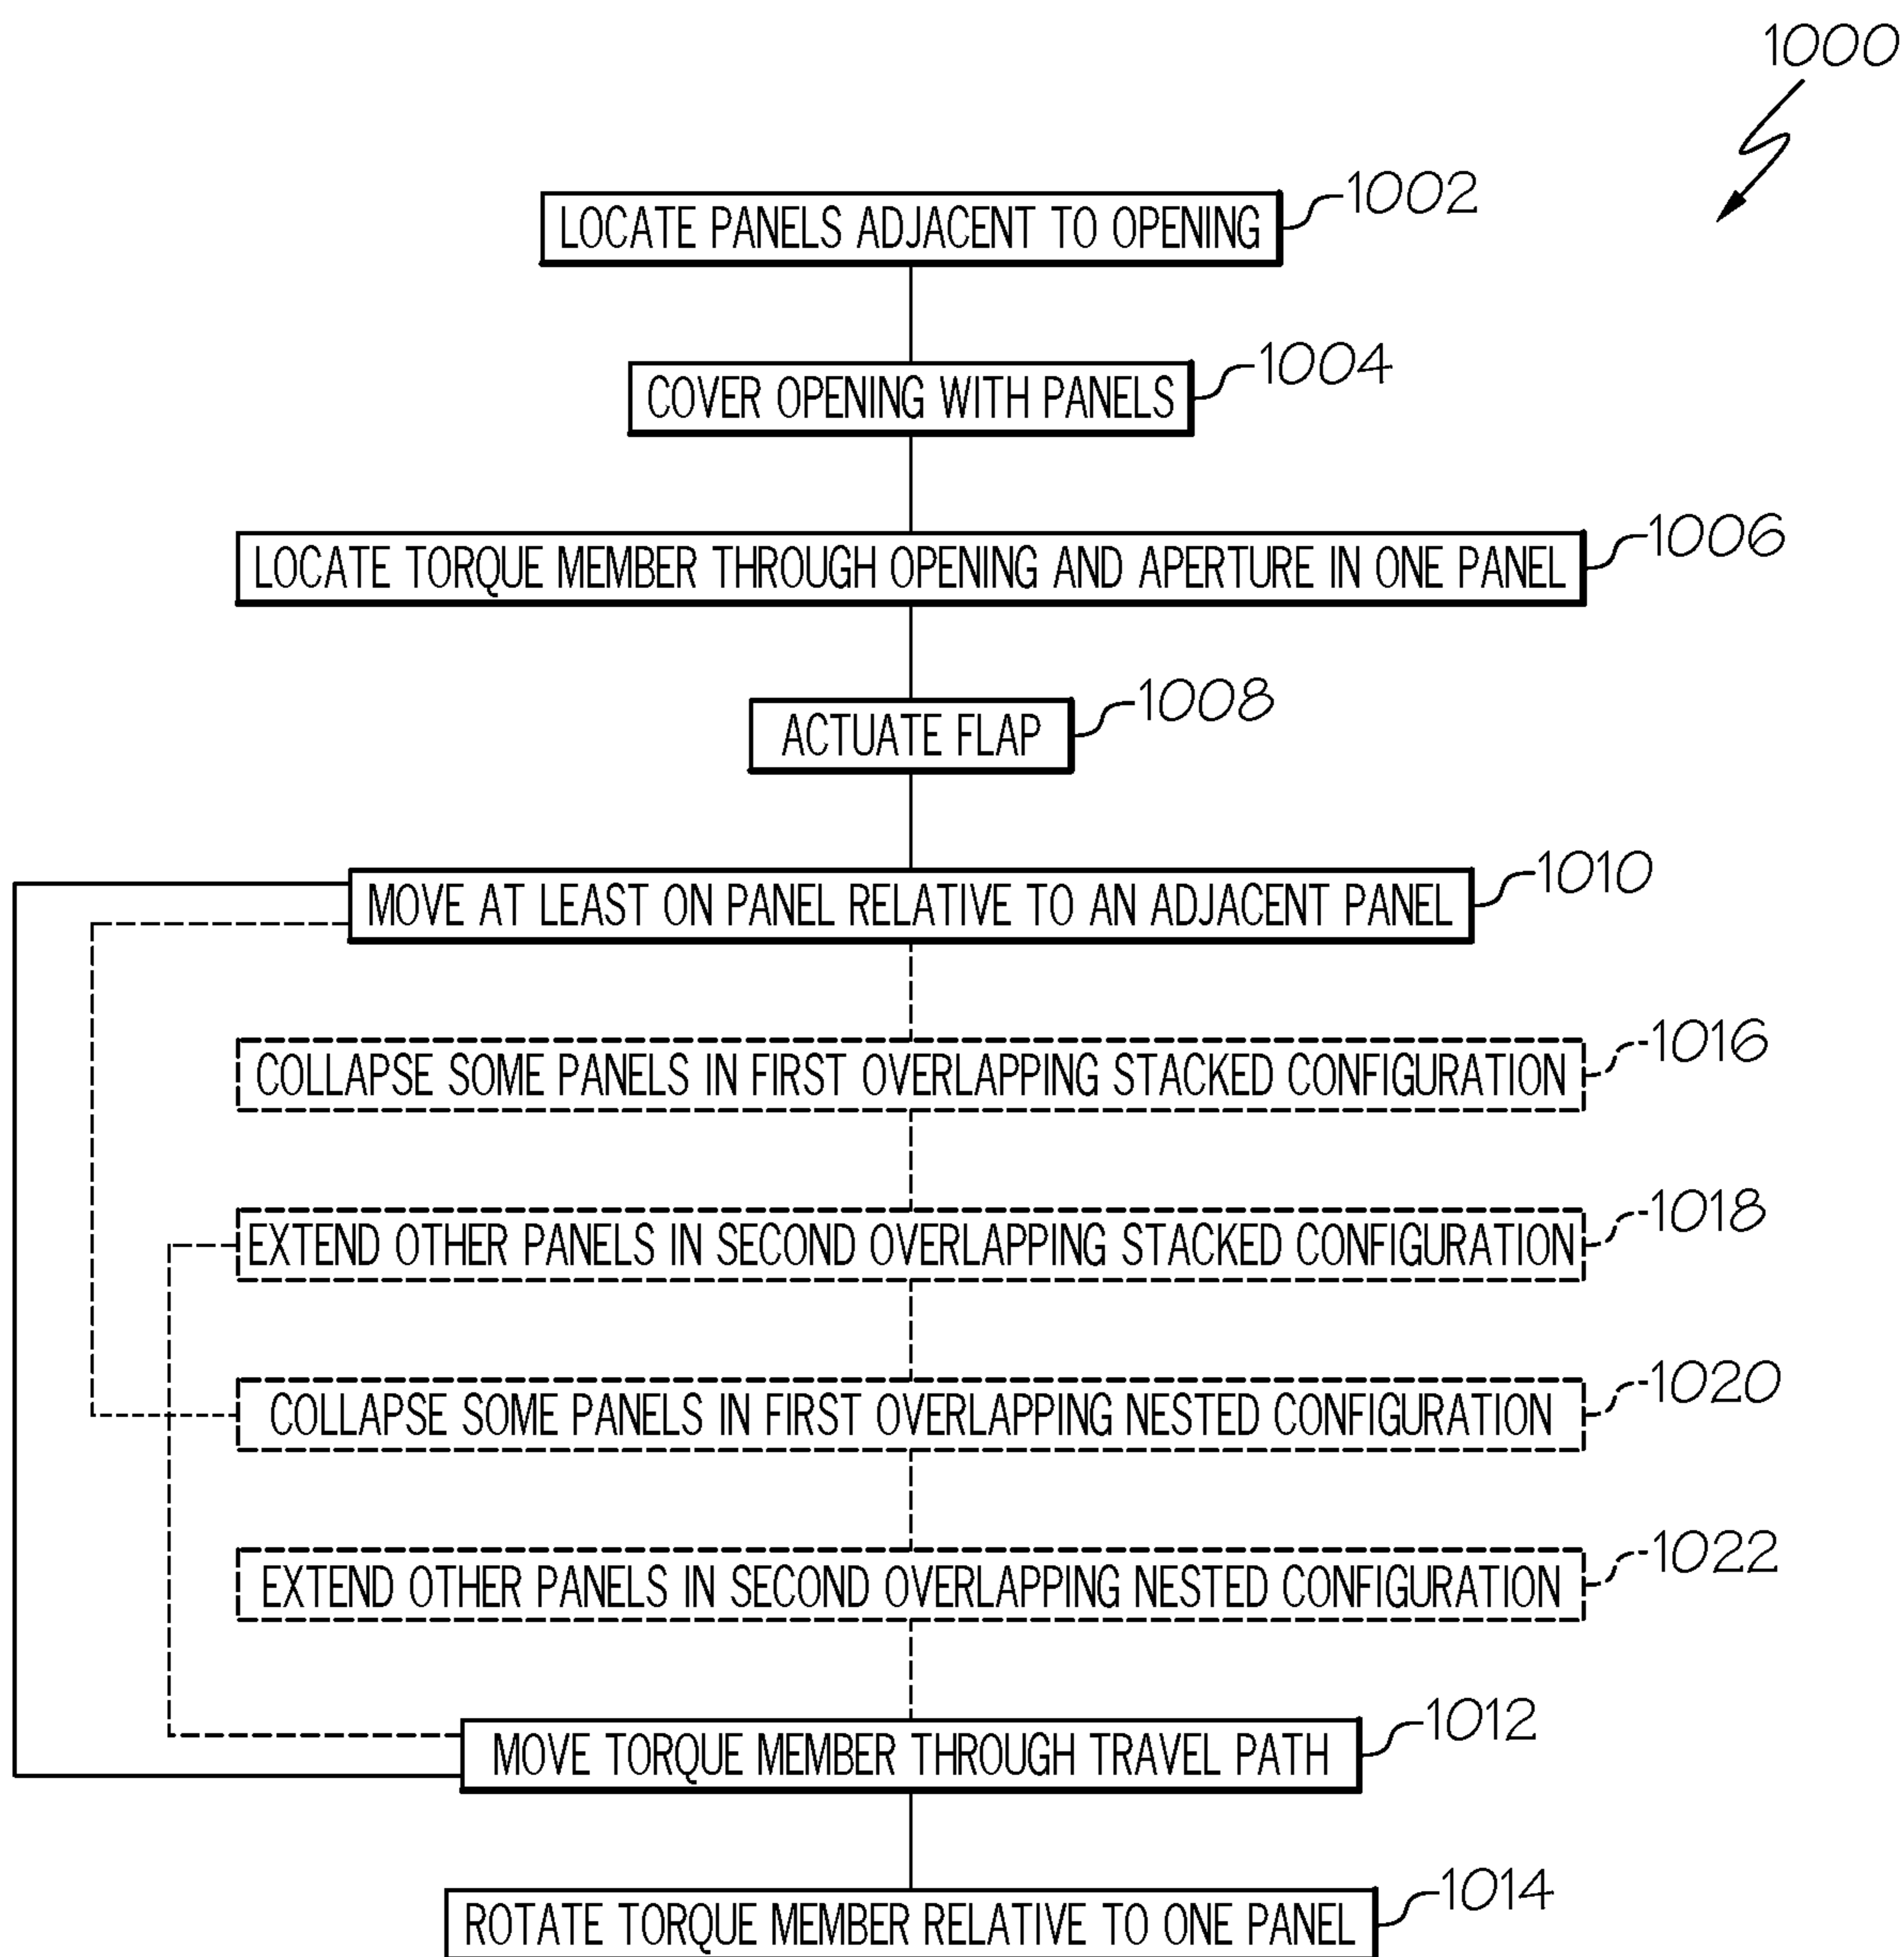 1000
LOCATE PANELS ADJACENT TO OPENING 1002
COVER OPENING WITH PANELS 1004
LOCATE TORQUE MEMBER THROUGH OPENING AND APERTURE IN ONE PANEL 1006
ACTUATE FLAP 1008
MOVE AT LEAST ON PANEL RELATIVE TO AN ADJACENT PANEL 1010
COLLAPSE SOME PANELS IN FIRST OVERLAPPING STACKED CONFIGURATION 1016
EXTEND OTHER PANELS IN SECOND OVERLAPPING STACKED CONFIGURATION 1018
COLLAPSE SOME PANELS IN FIRST OVERLAPPING NESTED CONFIGURATION 1020
EXTEND OTHER PANELS IN SECOND OVERLAPPING NESTED CONFIGURATION 1022
MOVE TORQUE MEMBER THROUGH TRAVEL PATH 1012
ROTATE TORQUE MEMBER RELATIVE TO ONE PANEL 1014